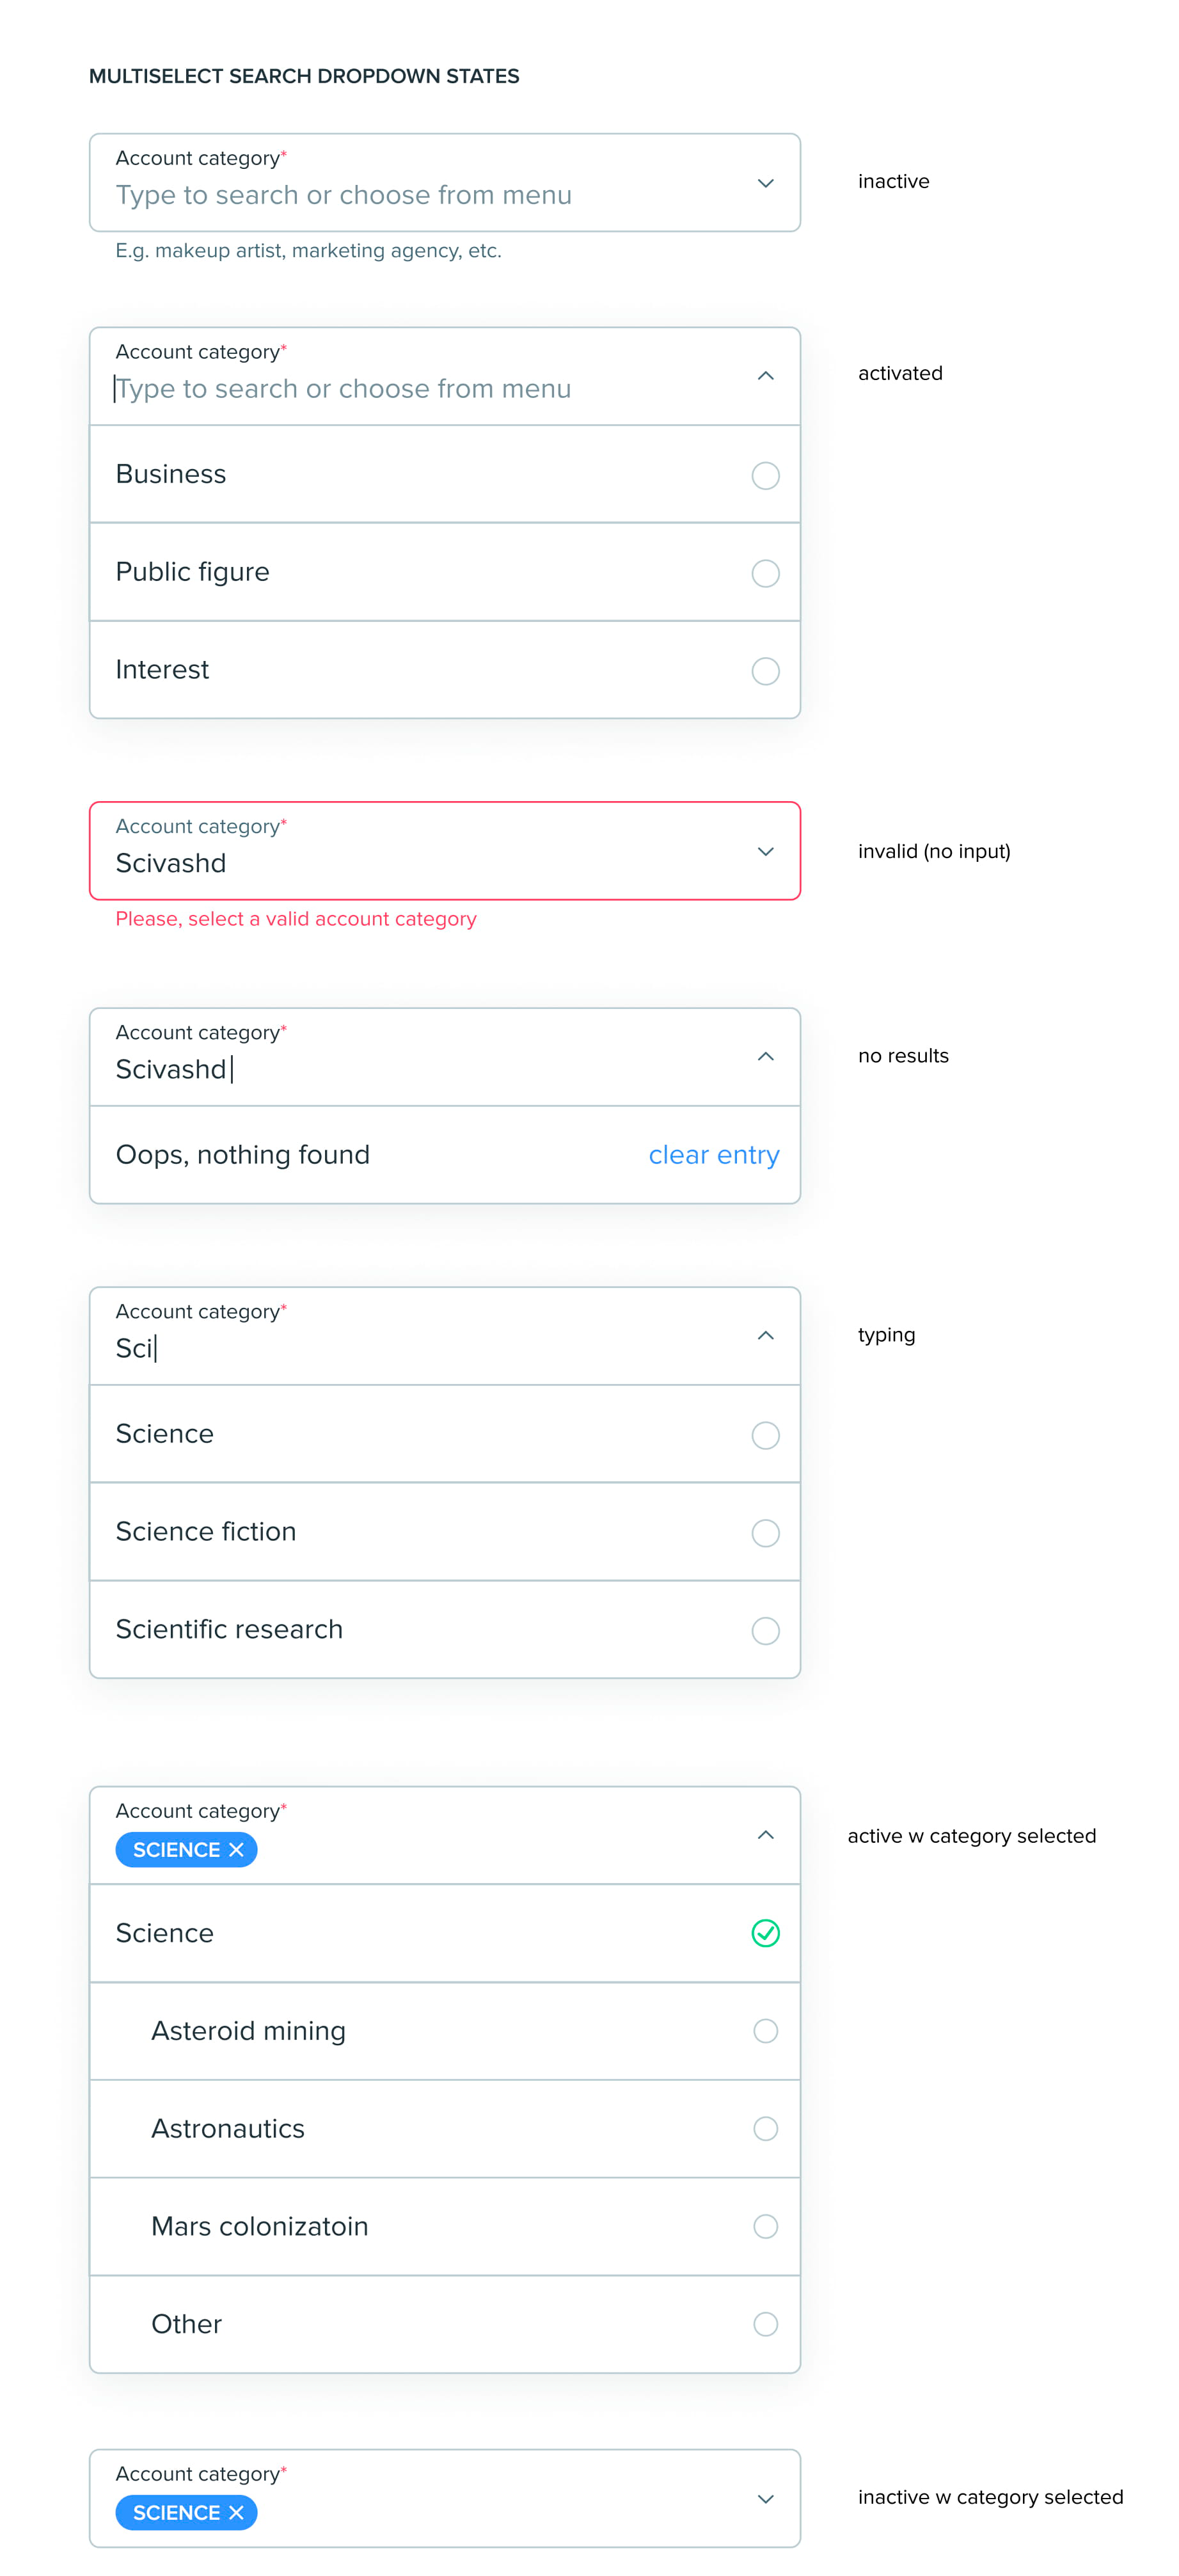 MULTISELECT SEARCH DROPDOWN STATES
Account category*
Type to search or choose from menu
inactive
E.g. makeup artist, marketing agency, etc.
Account category*
Type to search or choose from menu
activated
Business
Public figure
Interest
Account category*
Scivashd
invalid (no input)
Please, select a valid account category
Account category*
Scivashd
no results
Oops, nothing found clear entry
Account category*
Sci
typing
Science
Science fiction
Scientific research
Account category*
SCIENCE
active w category selected
Science
Asteroid mining
Astronautics
Mars colonizatoin
Other
Account category*
SCIENCE
inactive w category selected